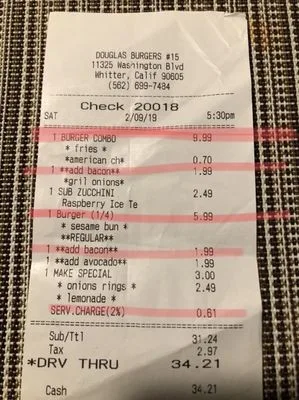 DOUGLAS BURGERS #15
11325 Washington Blvd
Whitter, Calif 90605
(562) 699-7484
Check 20018
SAT 2/09/19 5:30pm
1 BURGER COMBO 9.99
* fries *
*american ch* 0.70
1 **add bacon** 1.99
*gril onions*
1 SUB ZUCCHINI 2.49
Raspberry Ice Te
1 Burger (1/4) 5.99
* sesame bun *
**REGULAR**
1 **add bacon** 1.99
1 **add avocado** 1.99
1 MAKE SPECIAL 3.00
* onions rings * 2.49
* lemonade *
SERV.CHARGE(2%) 0.61
Sub/Ttl 31.24
Tax 2.97
*DRV THRU 34.21
Cash 34.21